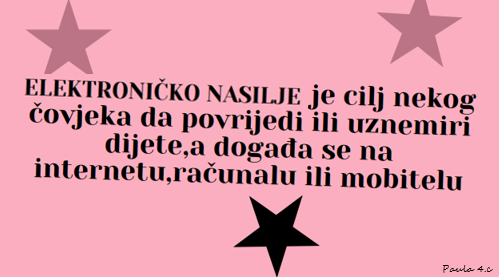 ELEKTRONIČKO NASILJE je cilj nekog
čovjeka da povrijedi ili uznemiri
dijete,a događa se na
internetu,računalu ili mobitelu
Paula 4.c